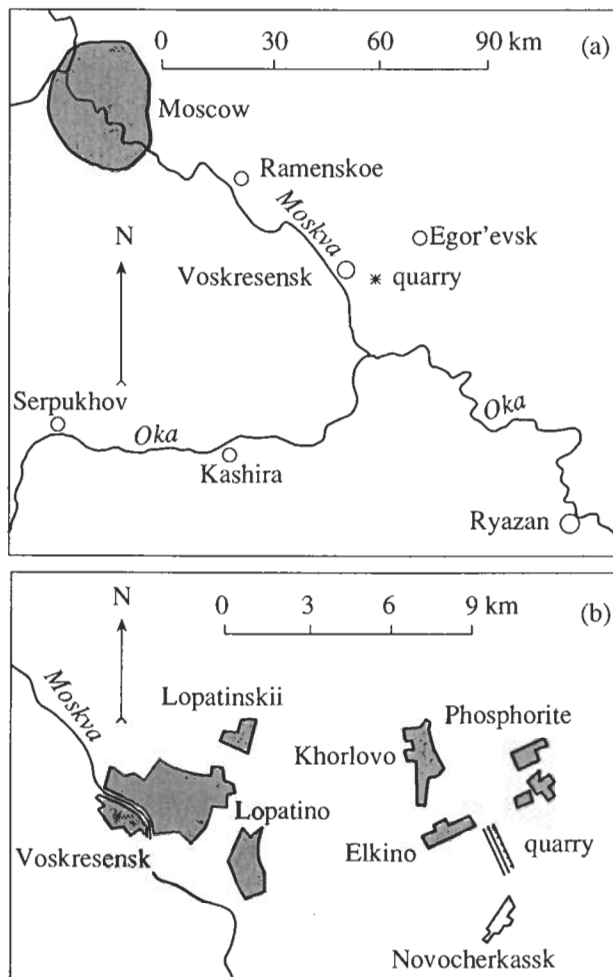 0 30 60 90 km (a)
Moscow
Ramenskoe
Moskva
N
Egor'evsk
Voskresensk
* quarry
Serpukhov
Oka
Oka
Kashira
Ryazan
0 3 6 9 km (b)
N
Moskva
Lopatinskii
Phosphorite
Khorlovo
Lopatino
Elkino
quarry
Voskresensk
Novocherkassk